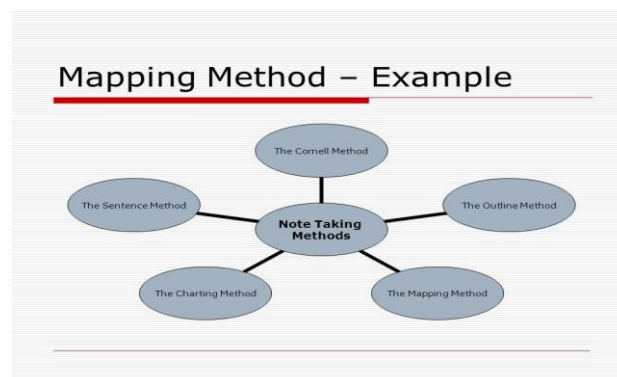 Mapping Method – Example
The Cornell Method
The Sentence Method
The Outline Method
Note Taking
Methods
The Charting Method
The Mapping Method